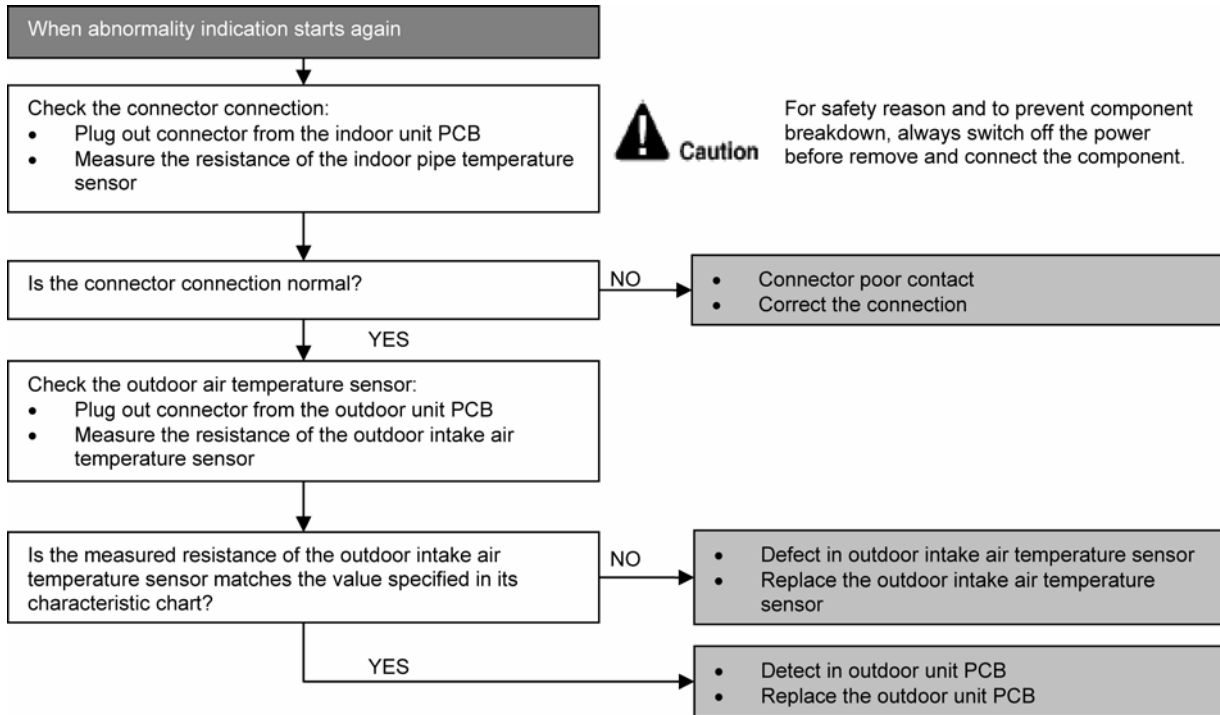 When abnormality indication starts again
Check the connector connection:
• Plug out connector from the indoor unit PCB
• Measure the resistance of the indoor pipe temperature
sensor
Caution
For safety reason and to prevent component
breakdown, always switch off the power
before remove and connect the component.
Is the connector connection normal?
NO
• Connector poor contact
• Correct the connection
YES
Check the outdoor air temperature sensor:
• Plug out connector from the outdoor unit PCB
• Measure the resistance of the outdoor intake air
temperature sensor
Is the measured resistance of the outdoor intake air
temperature sensor matches the value specified in its
characteristic chart?
NO
• Defect in outdoor intake air temperature sensor
• Replace the outdoor intake air temperature
sensor
YES
• Detect in outdoor unit PCB
• Replace the outdoor unit PCB